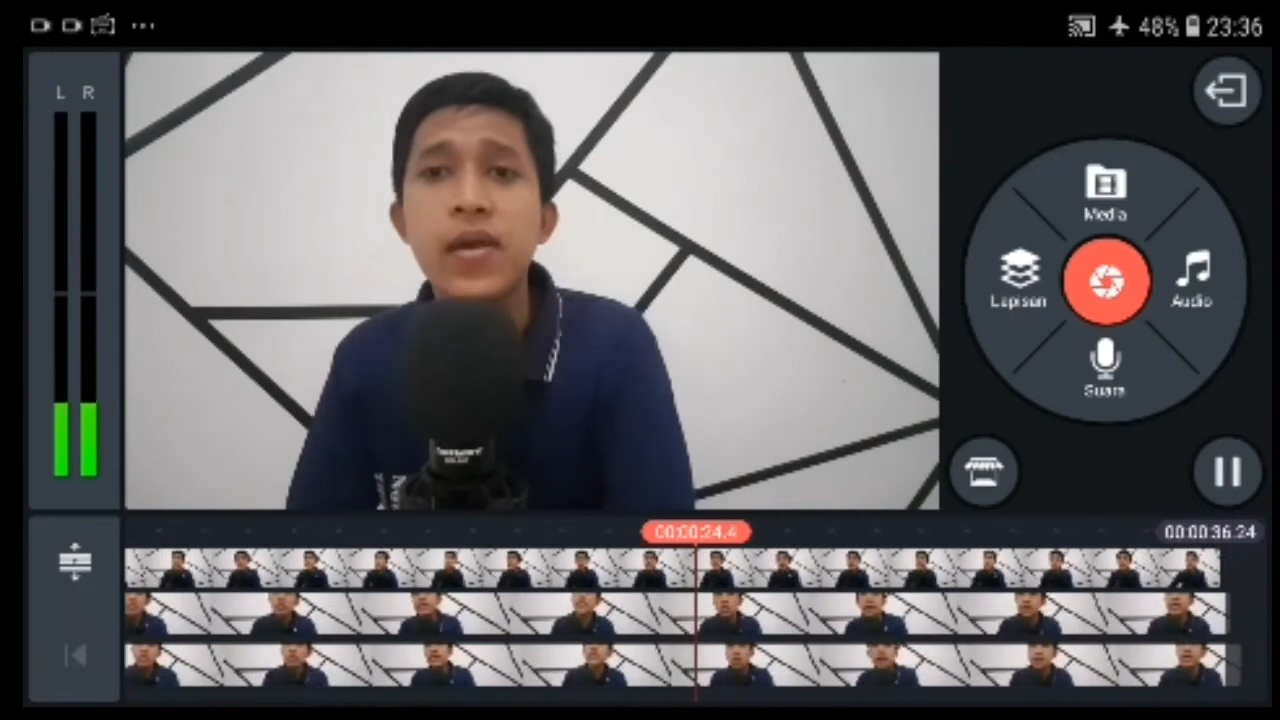 48% 23:36
L R
Media
Lapisan
Audio
Suara
00:00:24.4
00:00:36.24